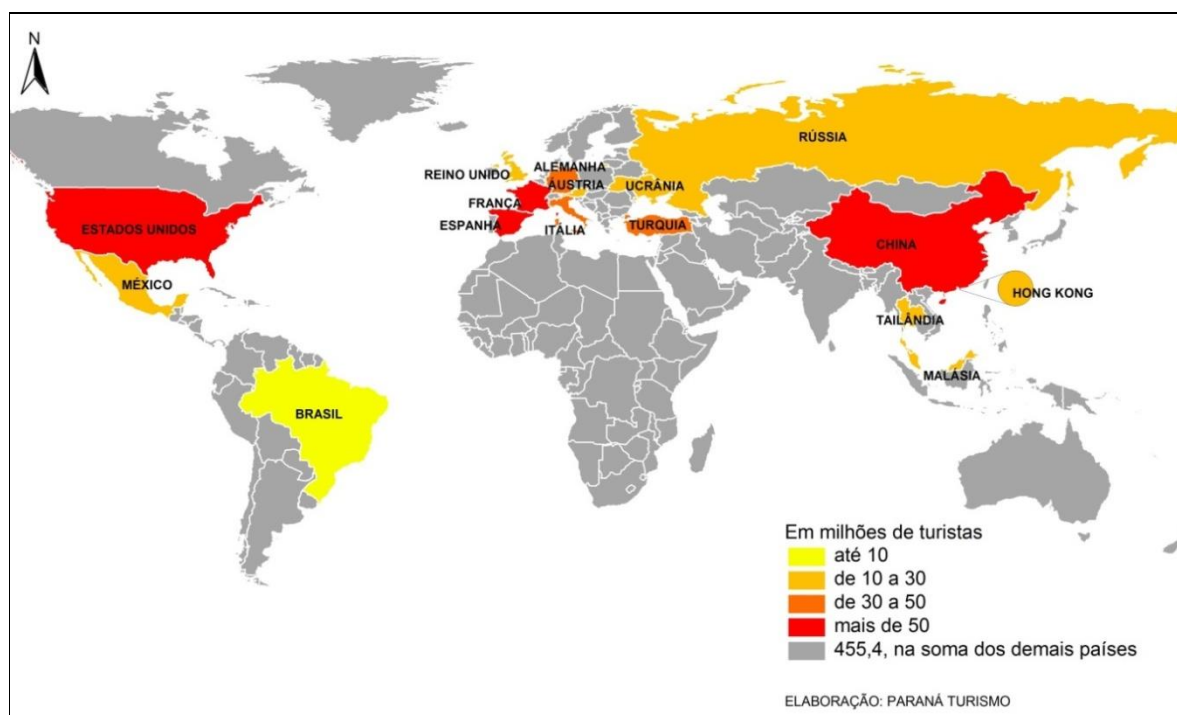 N
RÚSSIA
REINO UNIDO
ALEMANHA
ÁUSTRIA
UCRÂNIA
FRANÇA
ESPANHA
ITÁLIA
TURQUIA
ESTADOS UNIDOS
CHINA
MÉXICO
HONG KONG
TAILÂNDIA
MALÁSIA
BRASIL
Em milhões de turistas
até 10
de 10 a 30
de 30 a 50
mais de 50
455,4, na soma dos demais países
ELABORAÇÃO: PARANÁ TURISMO